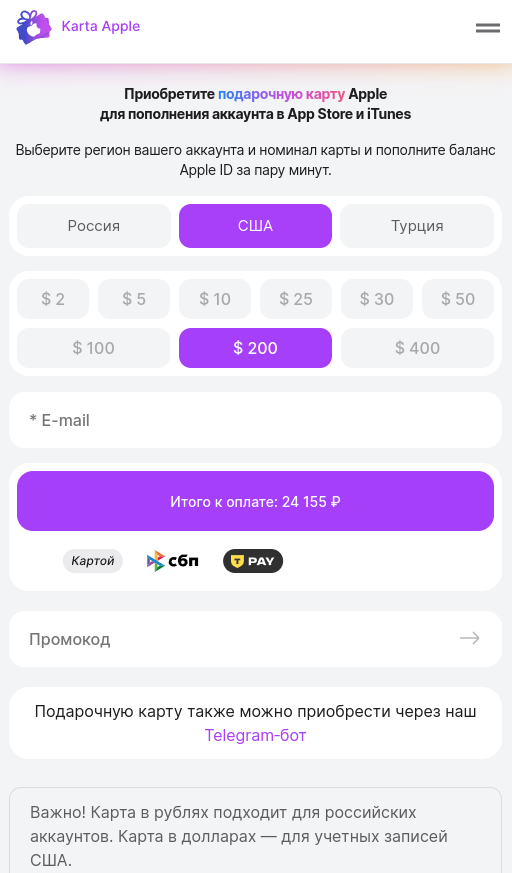 Karta Apple
Приобретите подарочную карту Apple
для пополнения аккаунта в App Store и iTunes
Выберите регион вашего аккаунта и номинал карты и пополните баланс
Apple ID за пару минут.
Россия США Турция
$ 2 $ 5 $ 10 $ 25 $ 30 $ 50
$ 100 $ 200 $ 400
* E-mail
Итого к оплате: 24 155 ₽
Картой сбп T PAY
Промокод
Подарочную карту также можно приобрести через наш
Telegram-бот
Важно! Карта в рублях подходит для российских
аккаунтов. Карта в долларах — для учетных записей
США.